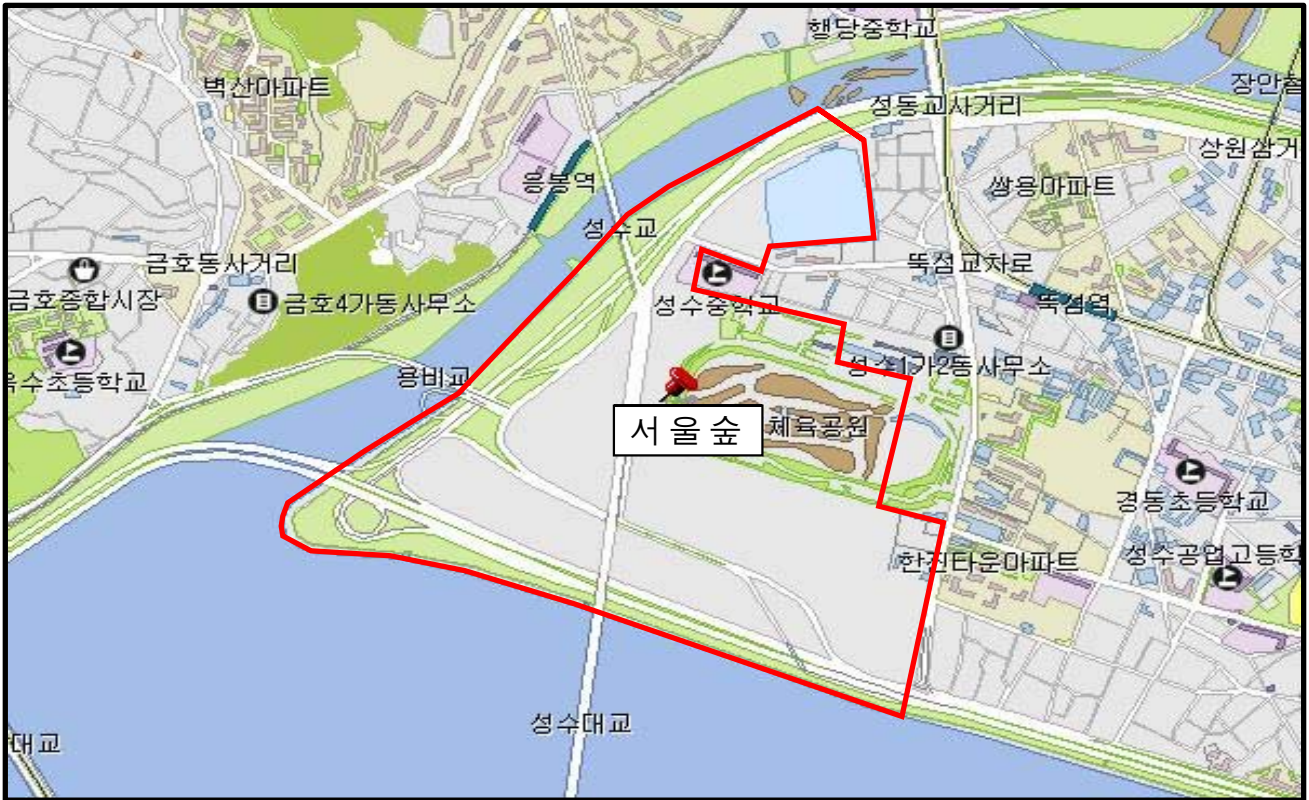 행당중학교
벽산아파트
장안철
성동교사거리
상원삼거
응봉역
쌍용아파트
성수교
금호동사거리
뚝섬교차로
금호종합시장
금호4가동사무소
성수중학교
뚝섬역
성수1가2동사무소
옥수초등학교
용비교
서울숲
체육공원
경동초등학교
한진타운아파트
성수공업고등학
성수대교
대교